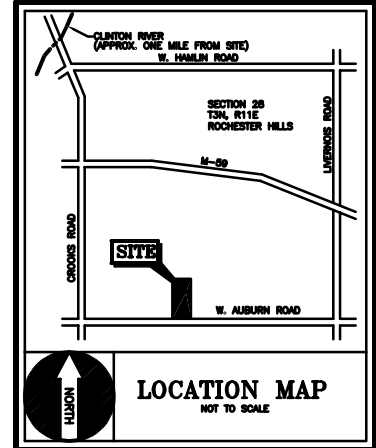 CLINTON RIVER
(APPROX. ONE MILE FROM SITE)
W. HAMLIN ROAD
SECTION 28
T3N, R11E
ROCHESTER HILLS
LIVERNOIS ROAD
M-59
CROOKS ROAD
SITE
W. AUBURN ROAD
NORTH
LOCATION MAP
NOT TO SCALE